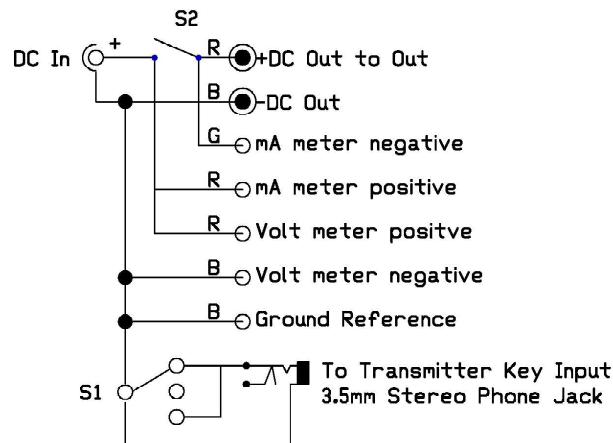 S2
DC In + R +DC Out to Out
B -DC Out
G mA meter negative
R mA meter positive
R Volt meter positve
B Volt meter negative
B Ground Reference
S1 To Transmitter Key Input
3.5mm Stereo Phone Jack